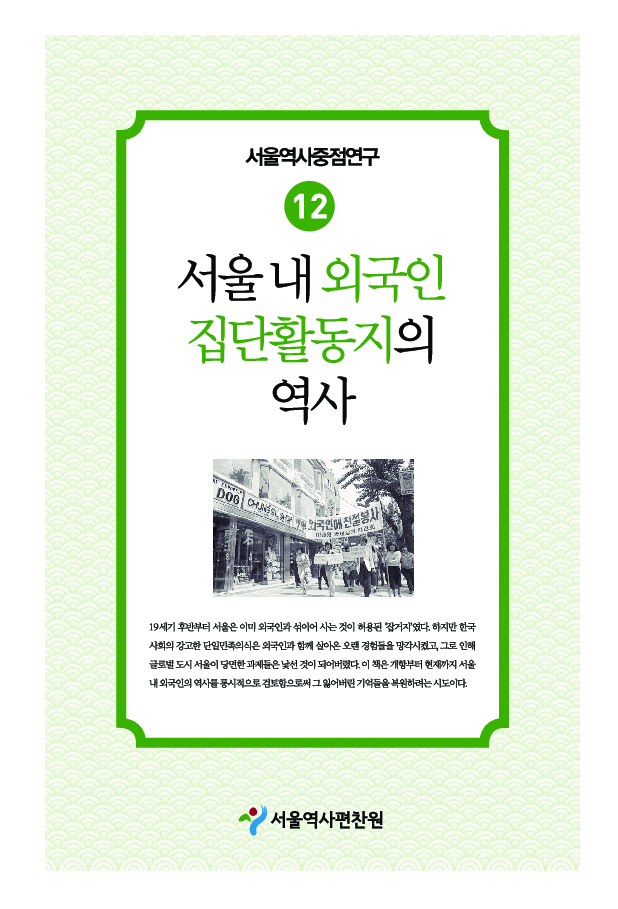 서울역사중점연구
12
서울 내 외국인
집단활동지의
역사
D06
외국인에 친절봉사
19세기 후반부터 서울은 이미 외국인과 섞이어 사는 것이 허용된 '잡거지'였다. 하지만 한국
사회의 강고한 단일민족의식은 외국인과 함께 살아온 오랜 경험들을 망각시켰고, 그로 인해
글로벌 도시 서울이 당면한 과제들은 낯선 것이 되어버렸다. 이 책은 개항부터 현재까지 서울
내 외국인의 역사를 통시적으로 검토함으로써 그 잃어버린 기억들을 복원하려는 시도이다.
서울역사편찬원